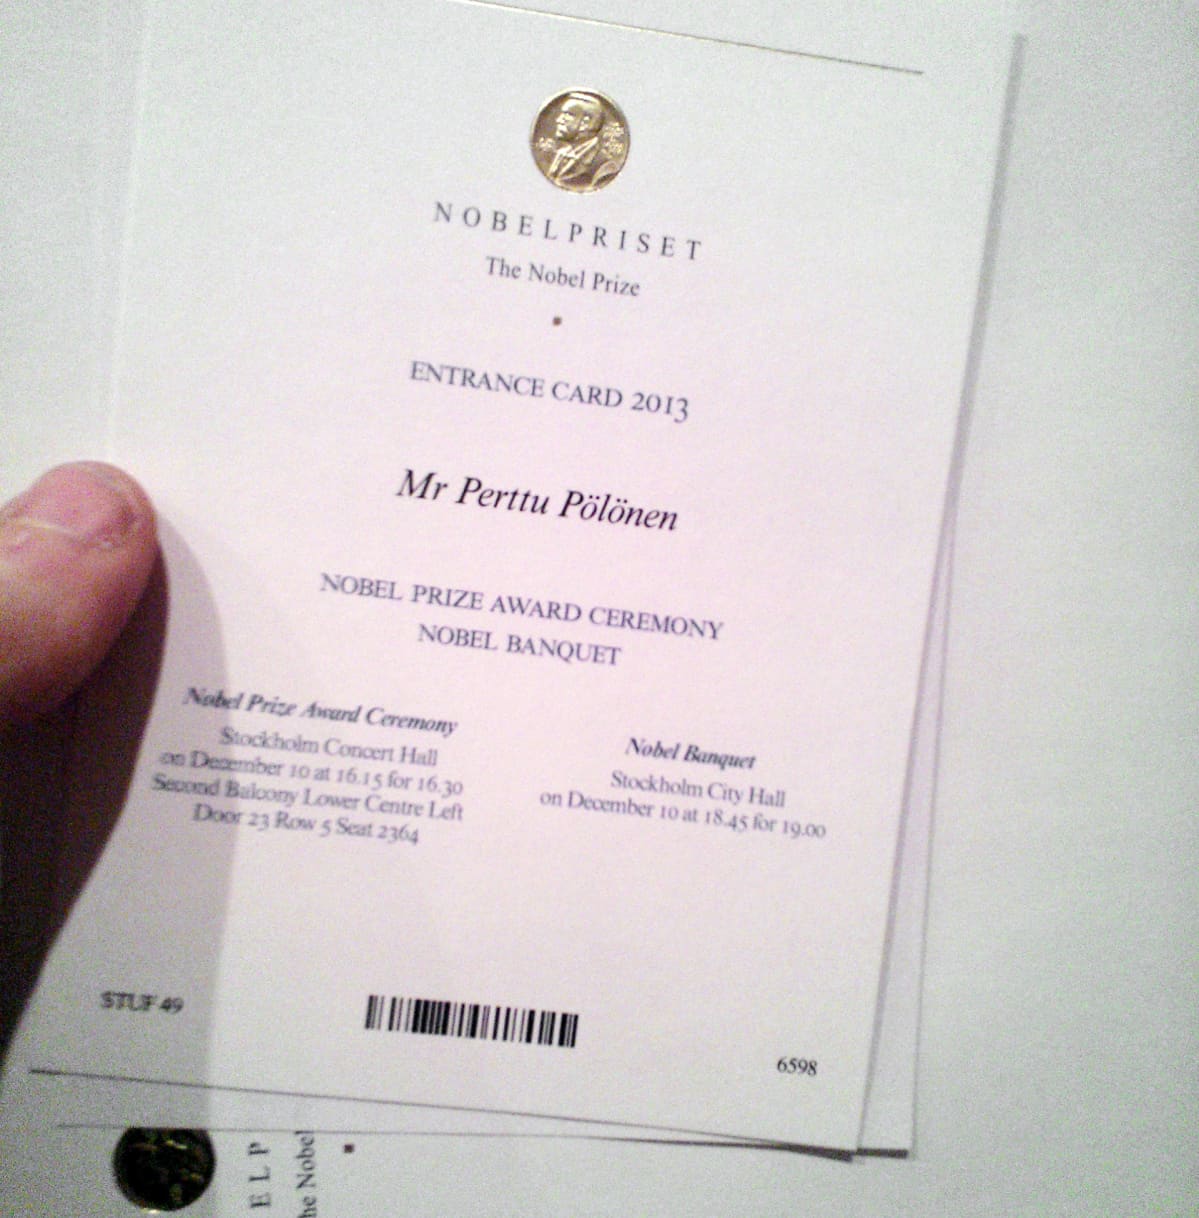 NOBELPRISET
The Nobel Prize
ENTRANCE CARD 2013
Mr Perttu Pölönen
NOBEL PRIZE AWARD CEREMONY
NOBEL BANQUET
Nobel Prize Award Ceremony
Stockholm Concert Hall
on December 10 at 16.15 for 16.30
Second Balcony Lower Centre Left
Door 23 Row 5 Seat 2364
Nobel Banquet
Stockholm City Hall
on December 10 at 18.45 for 19.00
STUF 49
6598
E L P
he Nobel